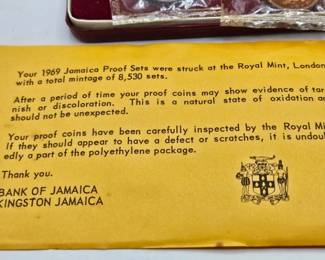 Your 1969 Jamaica Proof Sets were struck at the Royal Mint, London
with a total mintage of 8,530 sets.
After a period of time your proof coins may show evidence of tar-
nish or discoloration. This is a natural state of oxidation an
should not be unexpected.
Your proof coins have been carefully inspected by the Royal Mi
If they should appear to have a defect or scratches, it is undou
edly a part of the polyethylene package.
Thank you.
BANK OF JAMAICA
KINGSTON JAMAICA